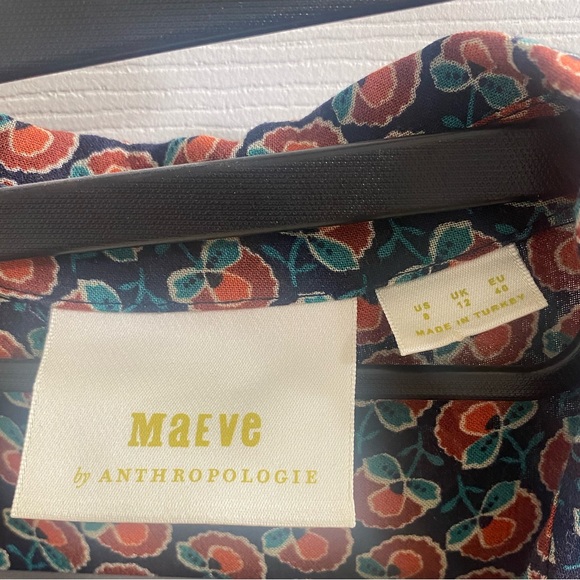 US UK EU
8 12 40
MADE IN TURKEY
MaEve
by ANTHROPOLOGIE